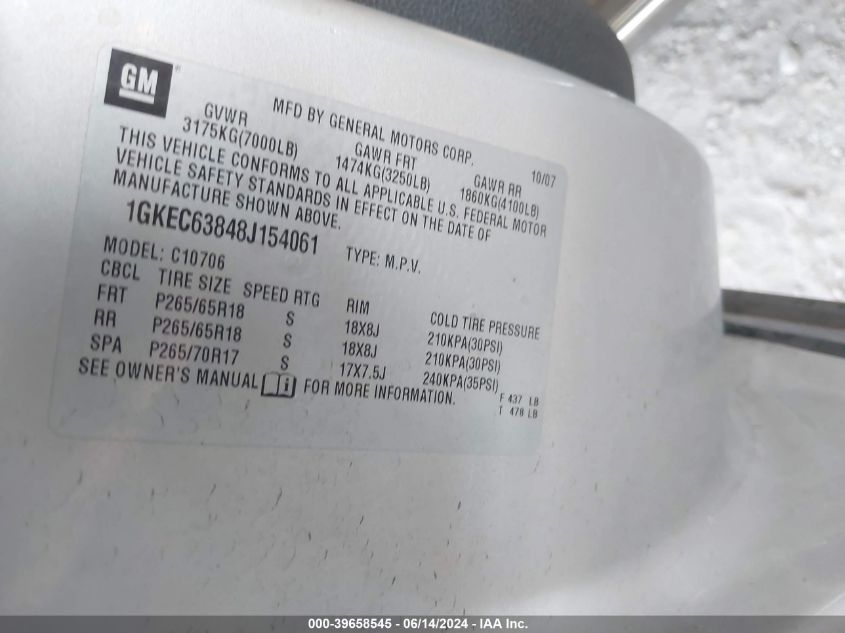 GM ®
MFD BY GENERAL MOTORS CORP. 10/07
GVWR GAWR FRT GAWR RR
3175KG(7000LB) 1474KG(3250LB) 1860KG(4100LB)
THIS VEHICLE CONFORMS TO ALL APPLICABLE U.S. FEDERAL MOTOR
VEHICLE SAFETY STANDARDS IN EFFECT ON THE DATE OF
MANUFACTURE SHOWN ABOVE.
1GKEC63848J154061 TYPE: M.P.V.
MODEL: C10706
CBCL TIRE SIZE SPEED RTG RIM COLD TIRE PRESSURE
FRT P265/65R18 S 18X8J 210KPA(30PSI)
RR P265/65R18 S 18X8J 210KPA(30PSI)
SPA P265/70R17 S 17X7.5J 240KPA(35PSI)
SEE OWNER'S MANUAL i FOR MORE INFORMATION.
F 437 LB
T 478 LB
000-39658545 - 06/14/2024 - IAA Inc.